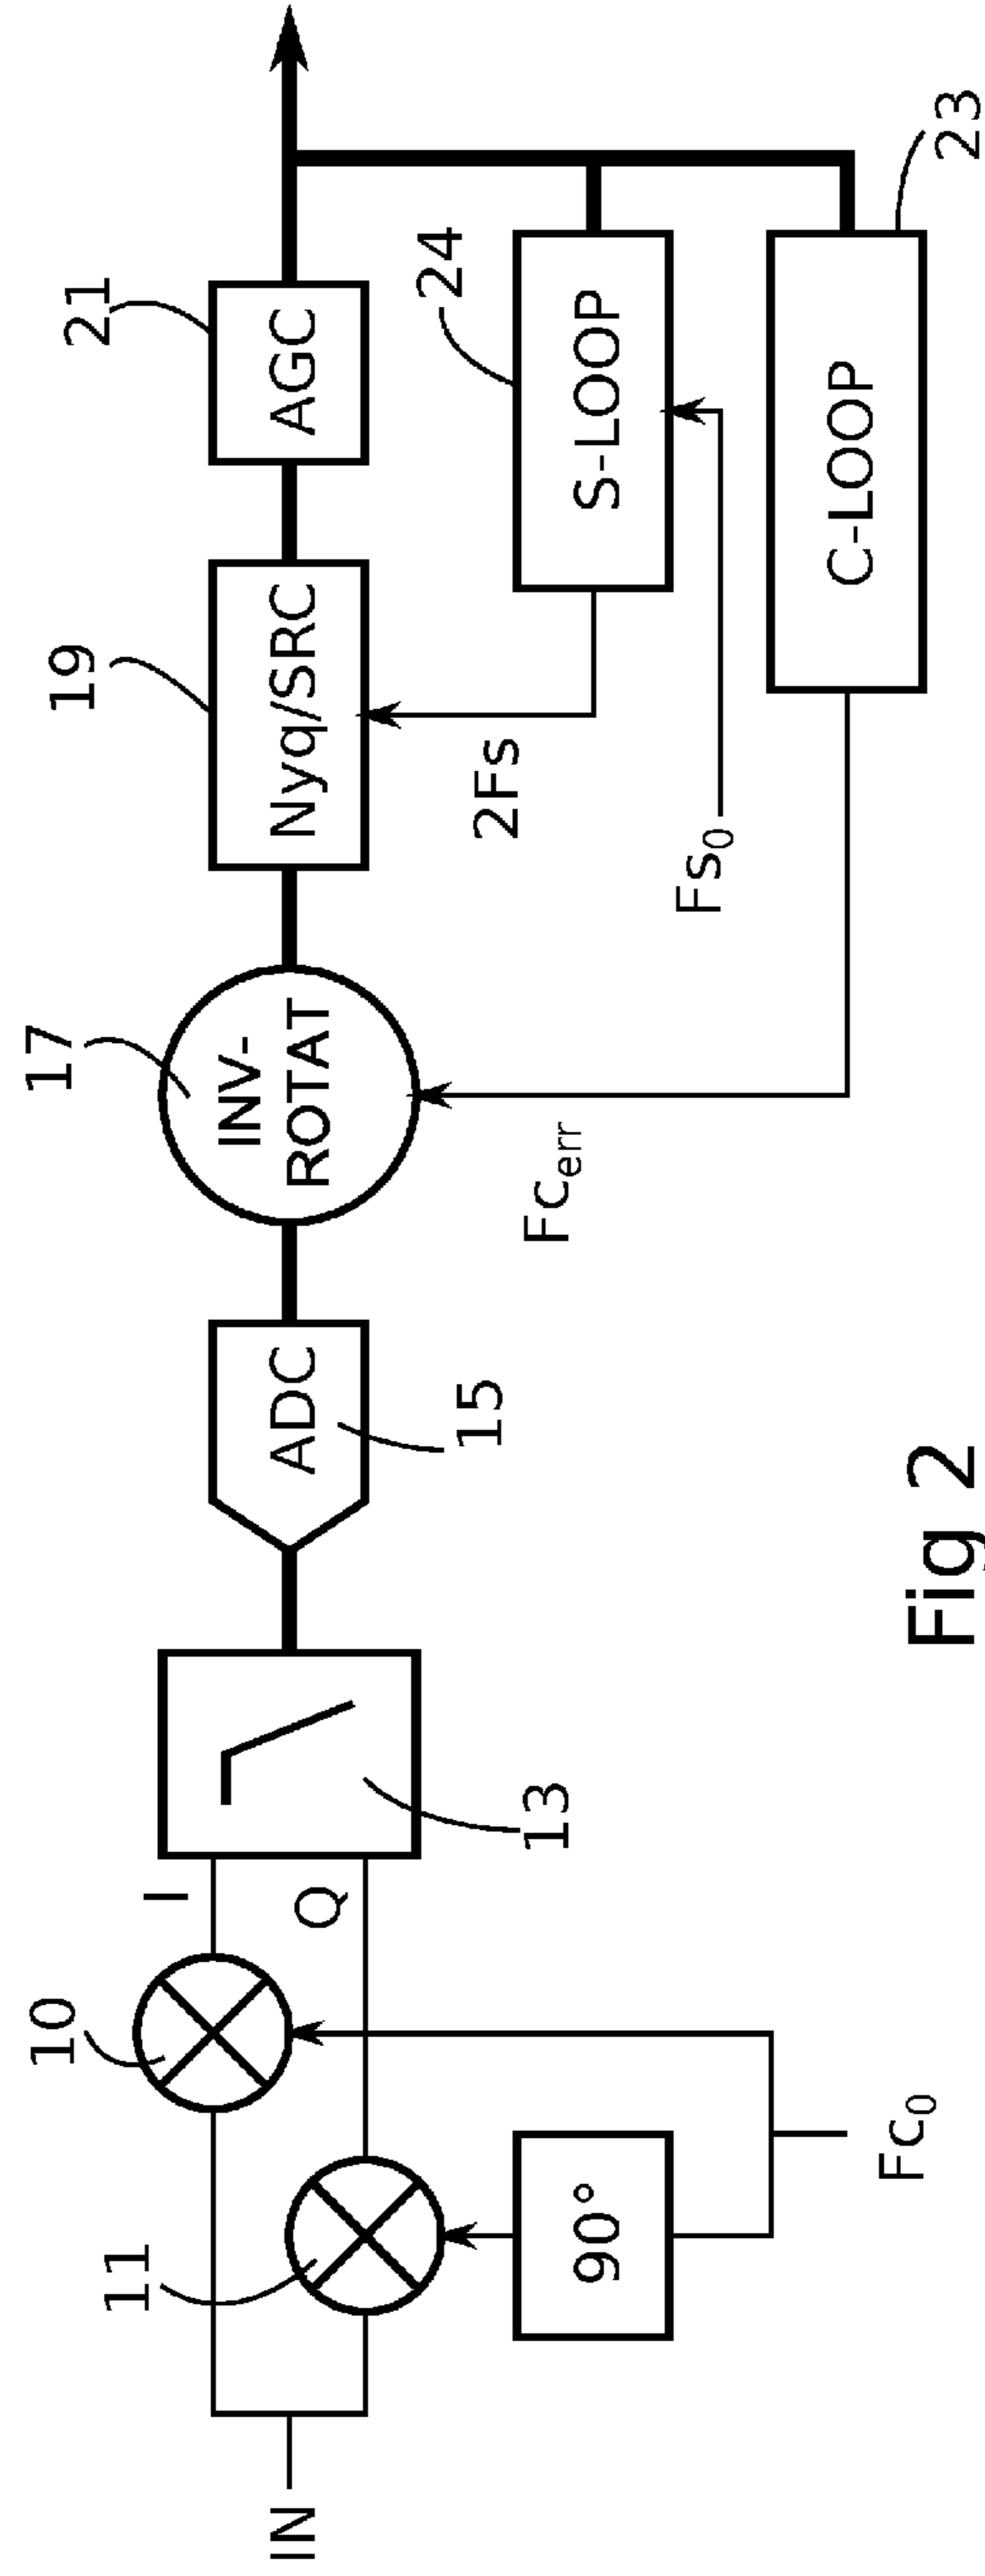 IN
11
10
I
Q
90°
Fc₀
13
ADC
15
17
INV-
ROTAT
Fcerr
19
Nyq/SRC
2Fs
Fs₀
21
AGC
24
S-LOOP
C-LOOP
23
Fig 2